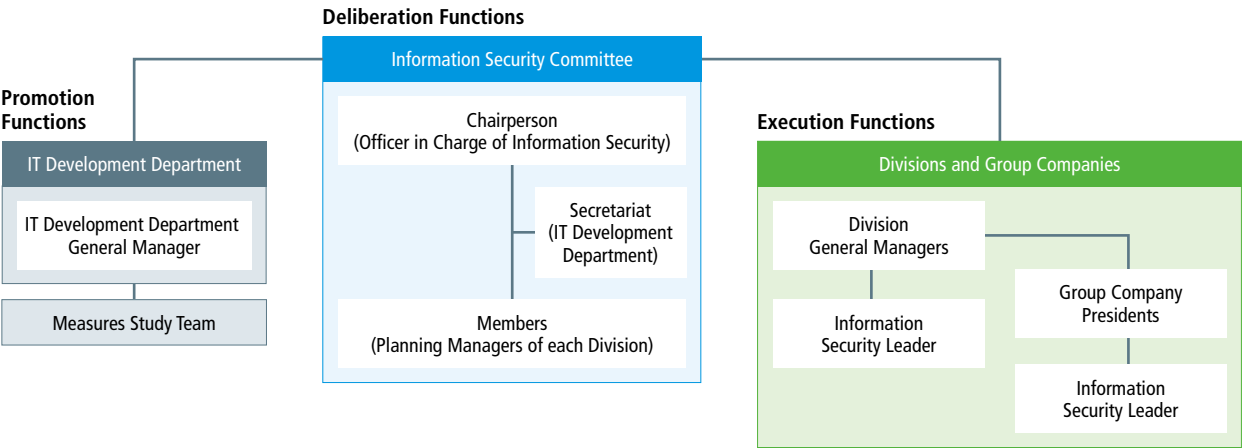 Deliberation Functions
Information Security Committee
Chairperson
(Officer in Charge of Information Security)
Secretariat
(IT Development
Department)
Members
(Planning Managers of each Division)
Promotion
Functions
IT Development Department
IT Development Department
General Manager
Measures Study Team
Execution Functions
Divisions and Group Companies
Division
General Managers
Information
Security Leader
Group Company
Presidents
Information
Security Leader